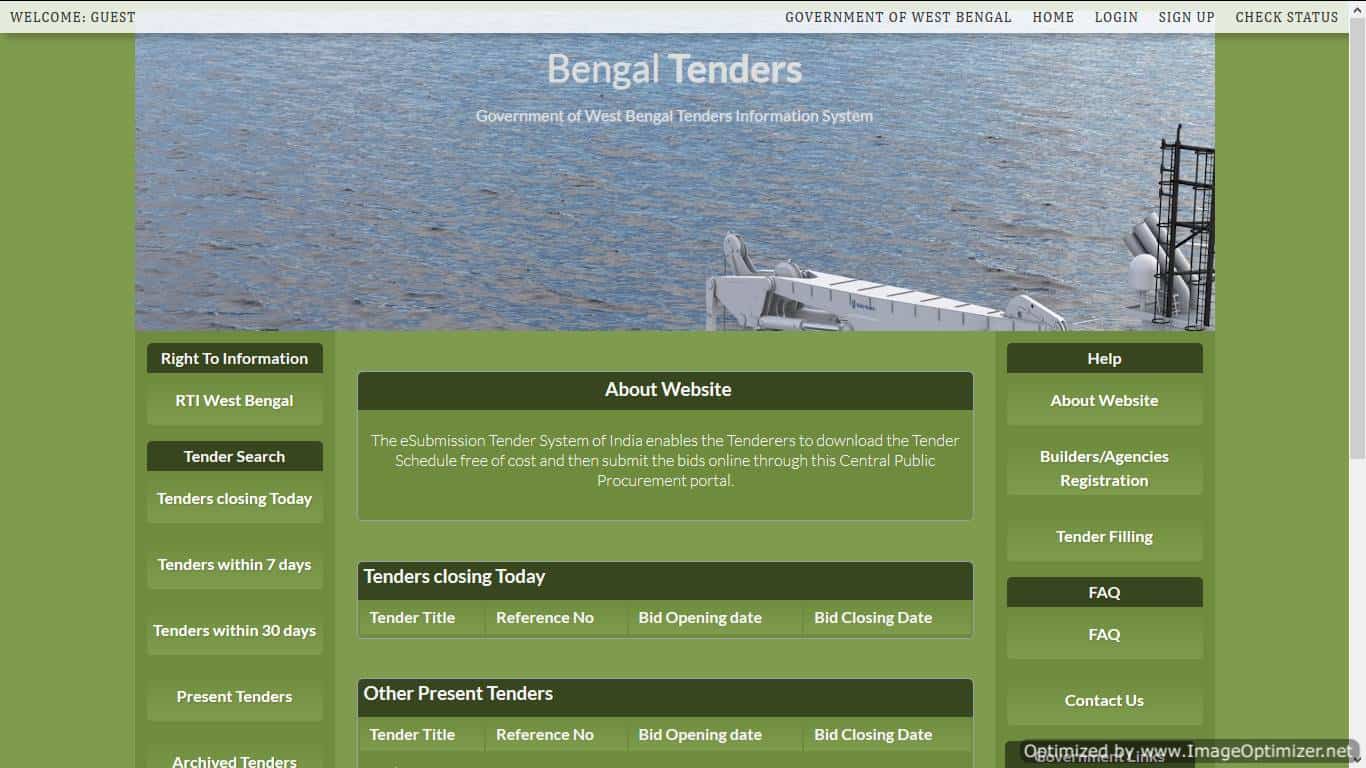 WELCOME: GUEST
GOVERNMENT OF WEST BENGAL HOME LOGIN SIGN UP CHECK STATUS
Bengal Tenders
Government of West Bengal Tenders Information System
Right To Information
RTI West Bengal
Tender Search
Tenders closing Today
Tenders within 7 days
Tenders within 30 days
Present Tenders
Archived Tenders
About Website
The eSubmission Tender System of India enables the Tenderers to download the Tender
Schedule free of cost and then submit the bids online through this Central Public
Procurement portal.
Tenders closing Today
Tender Title Reference No Bid Opening date Bid Closing Date
Other Present Tenders
Tender Title Reference No Bid Opening date Bid Closing Date
Help
About Website
Builders/Agencies
Registration
Tender Filling
FAQ
FAQ
Contact Us
Government Links
Optimized by www.ImageOptimizer.net